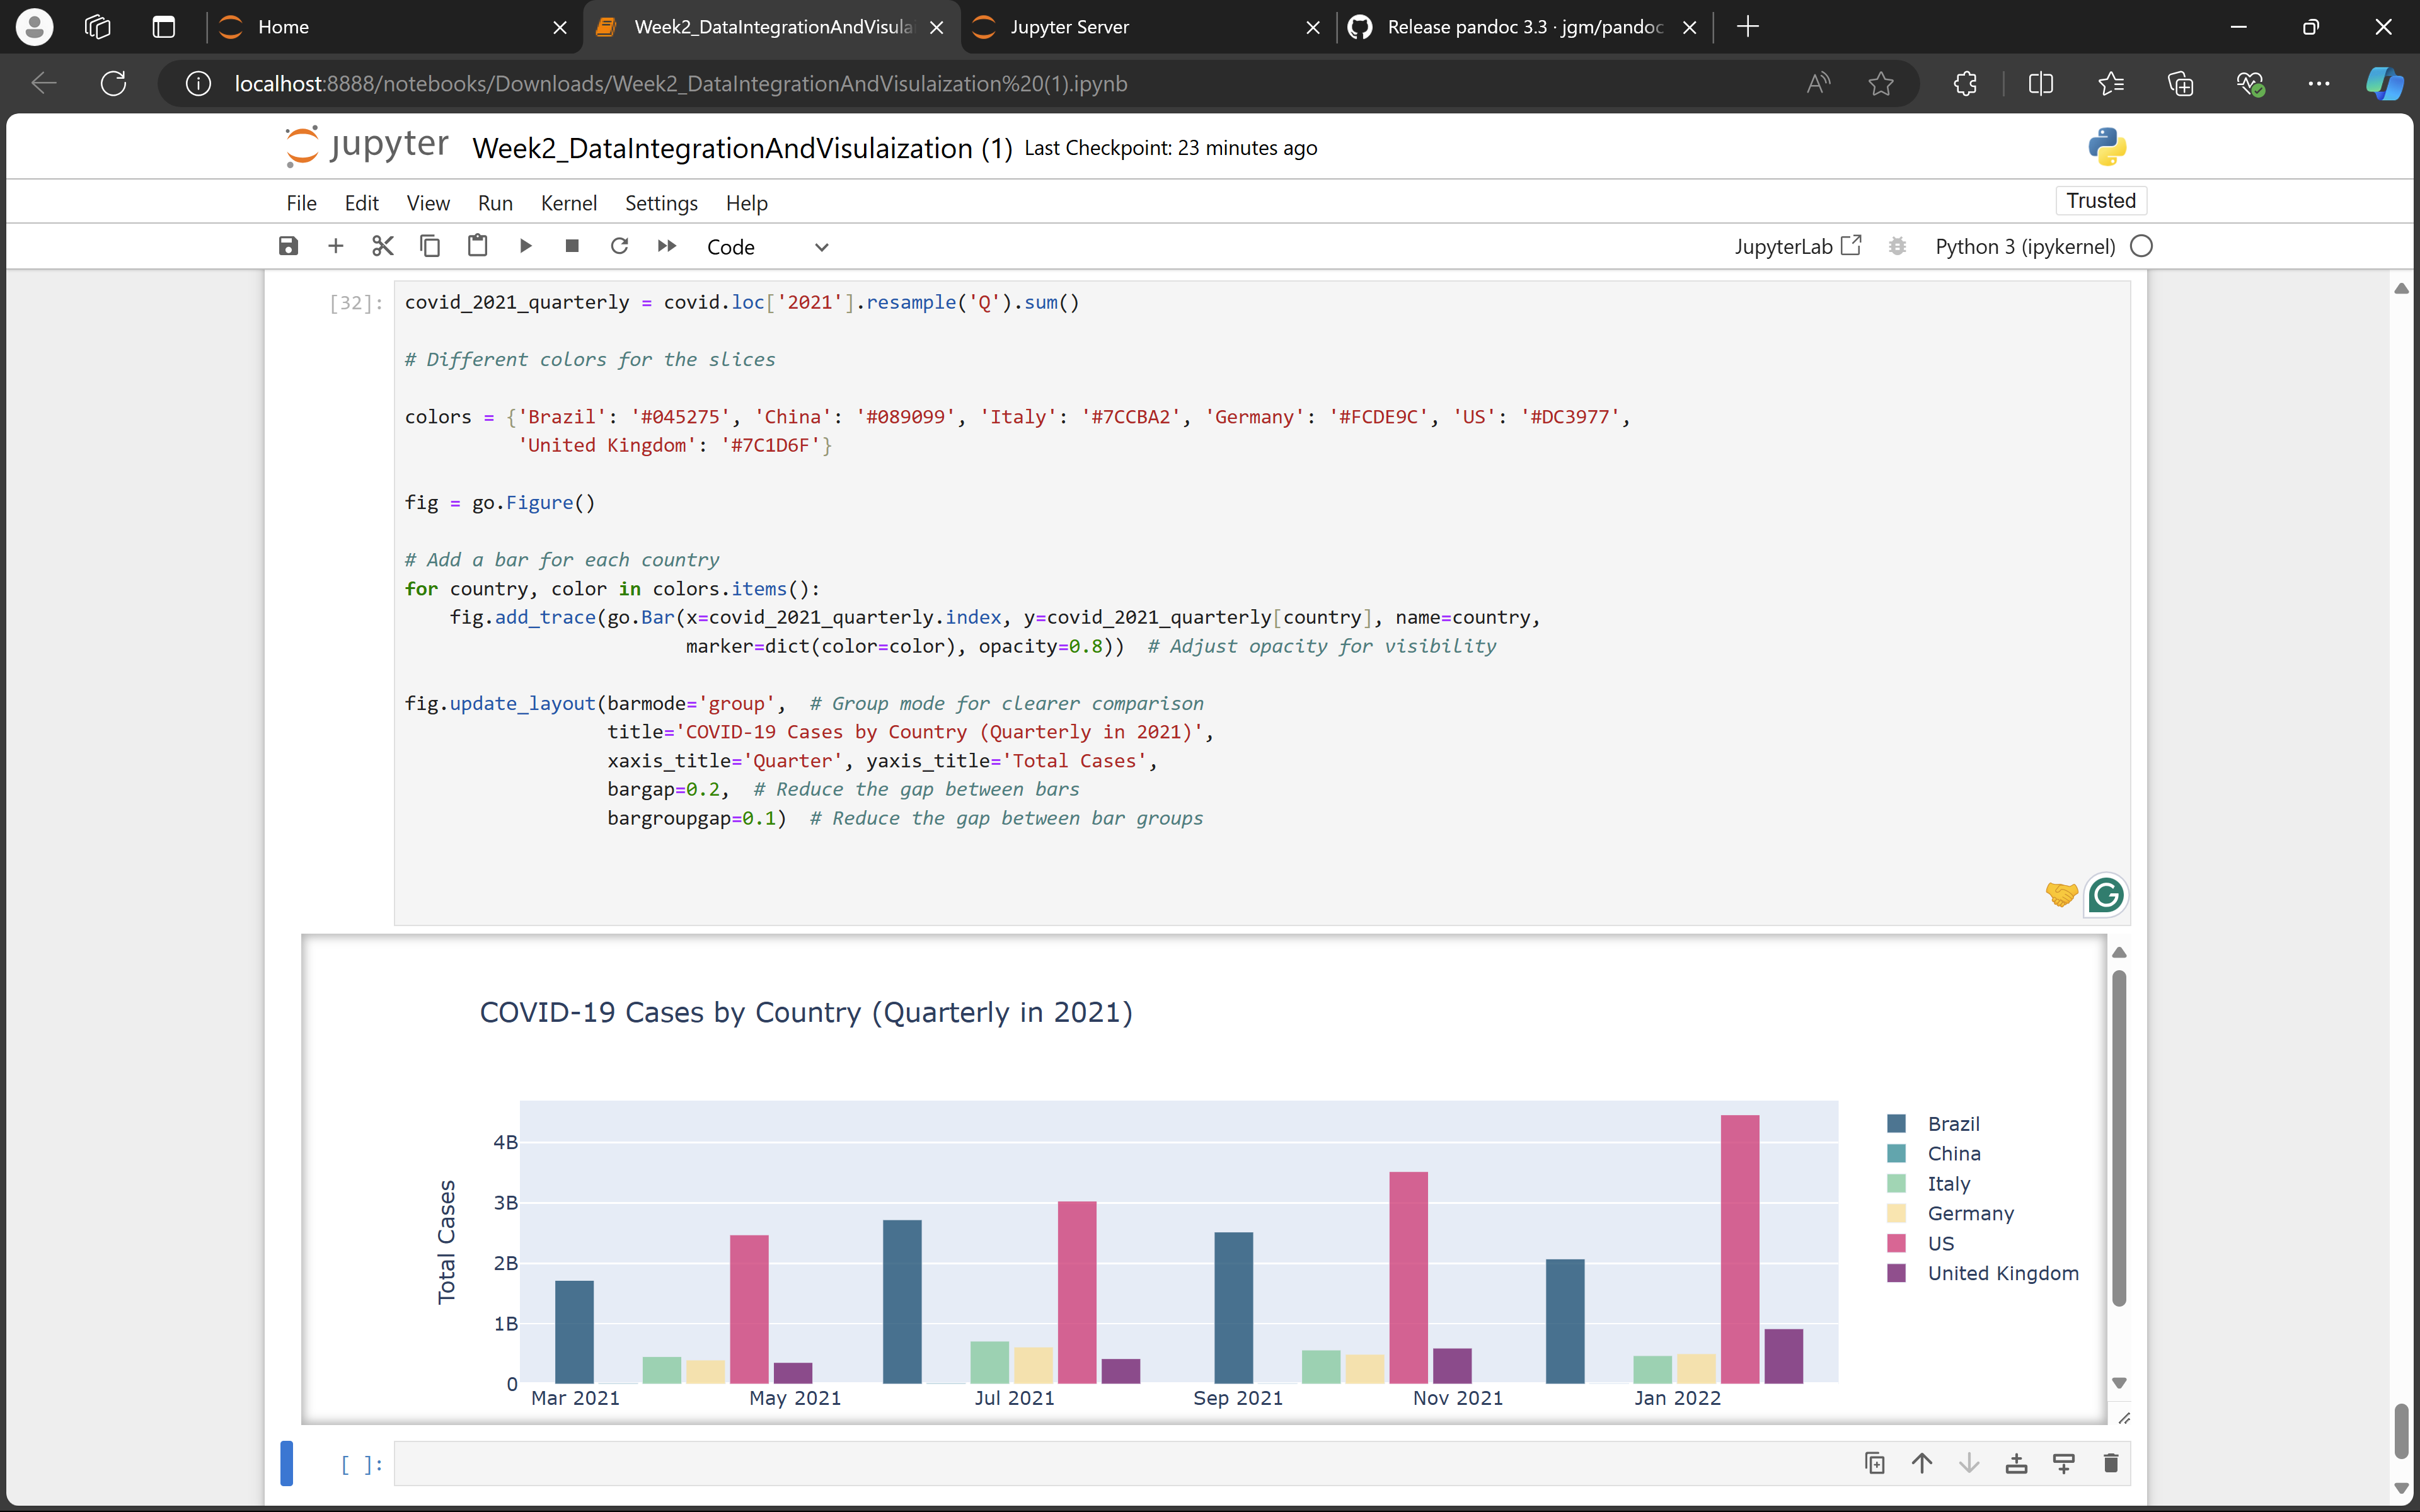 Home
Week2_DataIntegrationAndVisula
Jupyter Server
Release pandoc 3.3 · jgm/pandoc
localhost:8888/notebooks/Downloads/Week2_DataIntegrationAndVisulaization%20(1).ipynb
jupyter Week2_DataIntegrationAndVisulaization (1) Last Checkpoint: 23 minutes ago
File Edit View Run Kernel Settings Help
Trusted
Code
JupyterLab Python 3 (ipykernel)
[32]: covid_2021_quarterly = covid.loc['2021'].resample('Q').sum()
# Different colors for the slices
colors = {'Brazil': '#045275', 'China': '#089099', 'Italy': '#7CCBA2', 'Germany': '#FCDE9C', 'US': '#DC3977',
'United Kingdom': '#7C1D6F'}
fig = go.Figure()
# Add a bar for each country
for country, color in colors.items():
fig.add_trace(go.Bar(x=covid_2021_quarterly.index, y=covid_2021_quarterly[country], name=country,
marker=dict(color=color), opacity=0.8))  # Adjust opacity for visibility
fig.update_layout(barmode='group',  # Group mode for clearer comparison
title='COVID-19 Cases by Country (Quarterly in 2021)',
xaxis_title='Quarter', yaxis_title='Total Cases',
bargap=0.2,  # Reduce the gap between bars
bargroupgap=0.1)  # Reduce the gap between bar groups
COVID-19 Cases by Country (Quarterly in 2021)
Total Cases
4B
3B
2B
1B
0
Mar 2021 May 2021 Jul 2021 Sep 2021 Nov 2021 Jan 2022
Brazil
China
Italy
Germany
US
United Kingdom
[ ]: